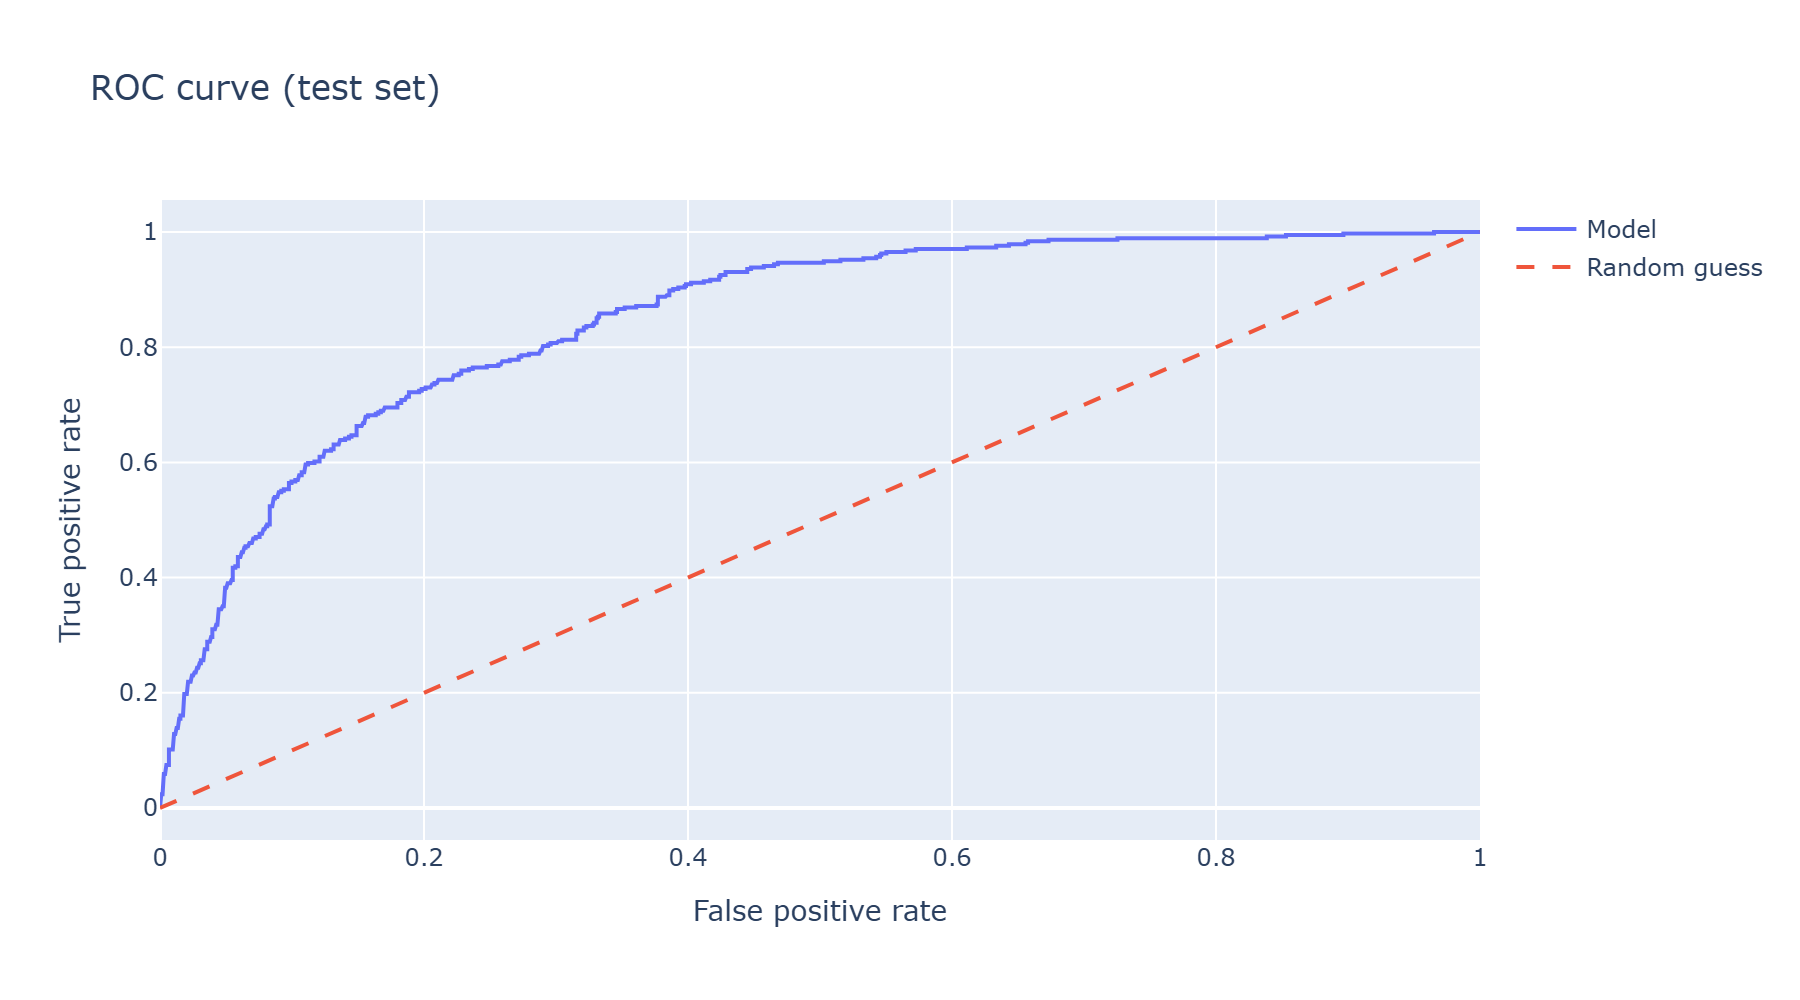 ROC curve (test set)
Model
Random guess
True positive rate
1
0.8
0.6
0.4
0.2
0
0 0.2 0.4 0.6 0.8 1
False positive rate